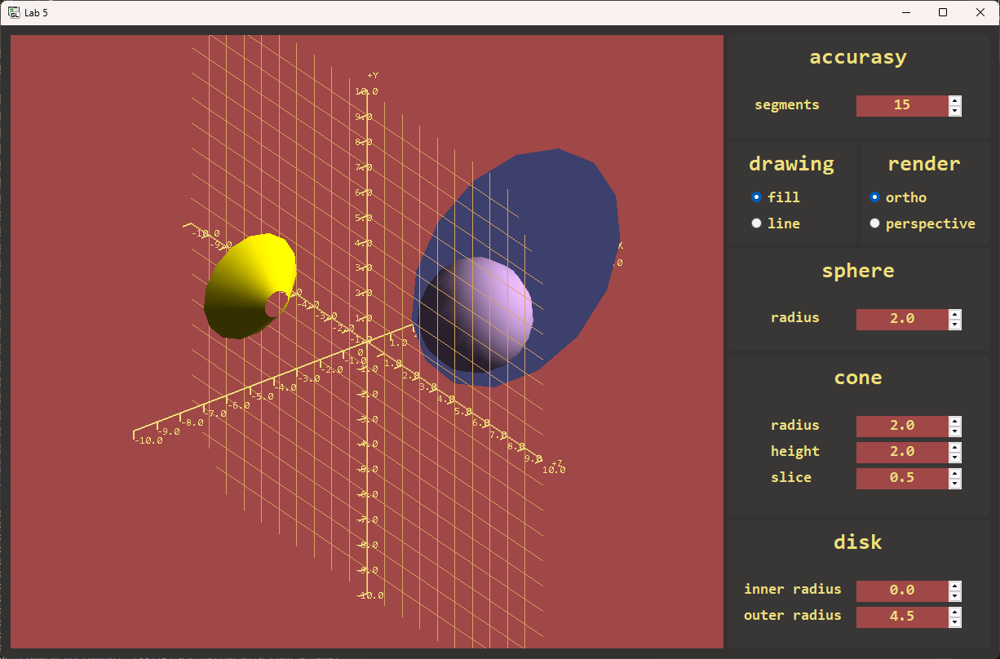 Lab 5
accurasy
segments 15
drawing
fill
line
render
ortho
perspective
sphere
radius 2.0
cone
radius 2.0
height 2.0
slice 0.5
disk
inner radius 0.0
outer radius 4.5
+Y
10.0
9.0
8.0
7.0
6.0
5.0
4.0
3.0
2.0
1.0
0
-1.0
-2.0
-3.0
-4.0
-5.0
-6.0
-7.0
-8.0
-9.0
-10.0
-10.0
-9.0
-4.0
-3.0
-2.0
-1.0
1.0
2.0
3.0
4.0
5.0
6.0
7.0
8.0
9.0
10.0
+Z
-10.0
-9.0
-8.0
-7.0
-6.0
-5.0
-4.0
-3.0
-2.0
-1.0
1.0
X